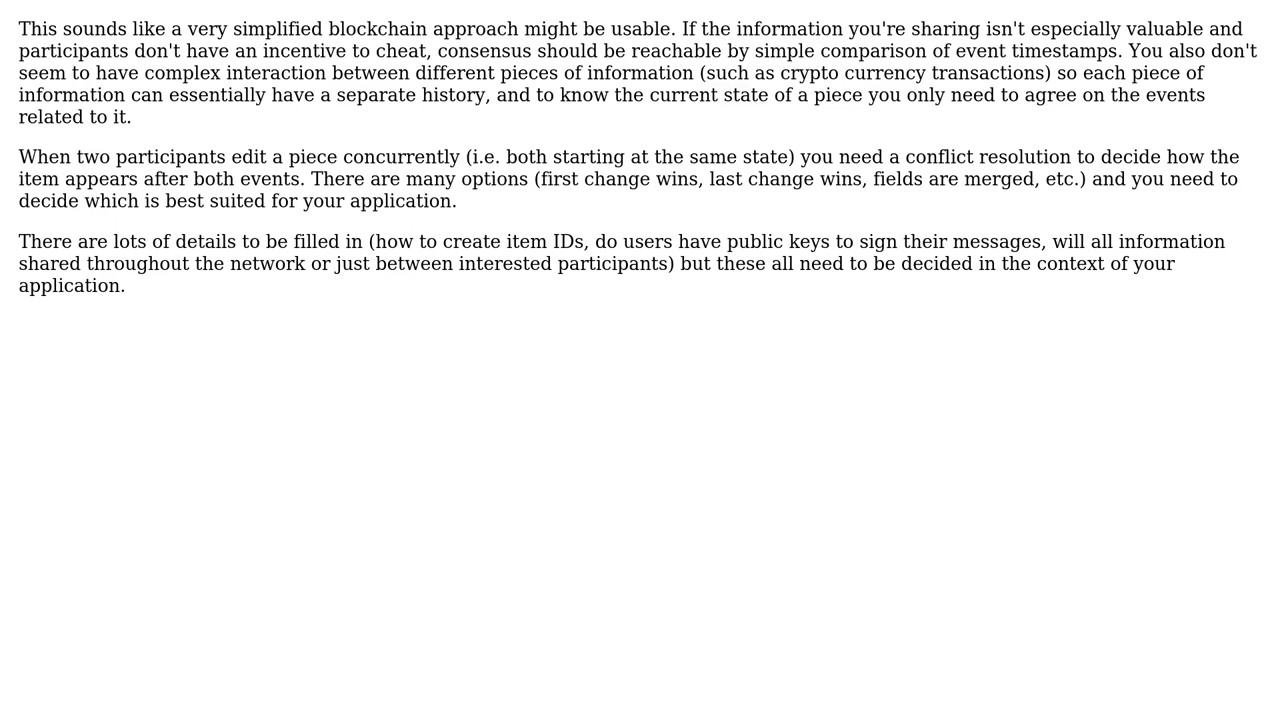 This sounds like a very simplified blockchain approach might be usable. If the information you're sharing isn't especially valuable and
participants don't have an incentive to cheat, consensus should be reachable by simple comparison of event timestamps. You also don't
seem to have complex interaction between different pieces of information (such as crypto currency transactions) so each piece of
information can essentially have a separate history, and to know the current state of a piece you only need to agree on the events
related to it.
When two participants edit a piece concurrently (i.e. both starting at the same state) you need a conflict resolution to decide how the
item appears after both events. There are many options (first change wins, last change wins, fields are merged, etc.) and you need to
decide which is best suited for your application.
There are lots of details to be filled in (how to create item IDs, do users have public keys to sign their messages, will all information
shared throughout the network or just between interested participants) but these all need to be decided in the context of your
application.